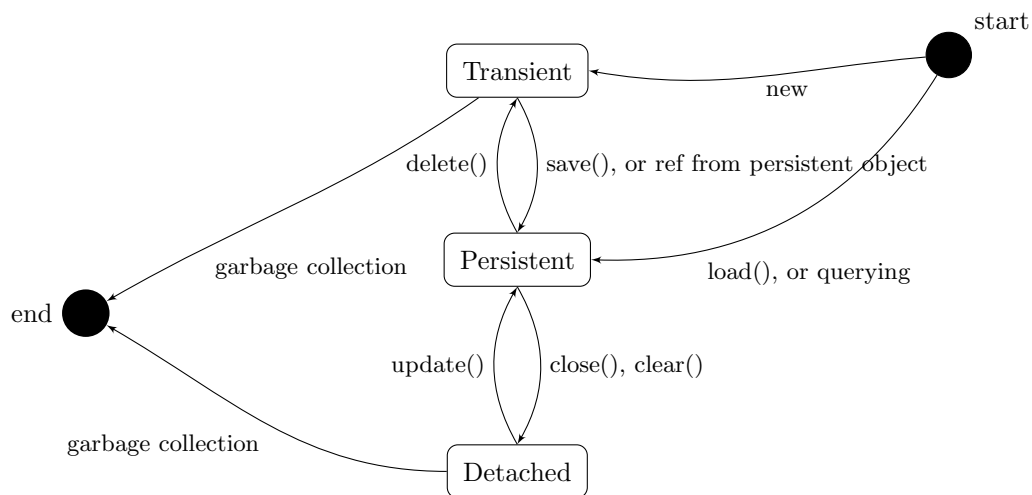 start
Transient
new
delete()
save(), or ref from persistent object
Persistent
garbage collection
load(), or querying
end
update()
close(), clear()
garbage collection
Detached